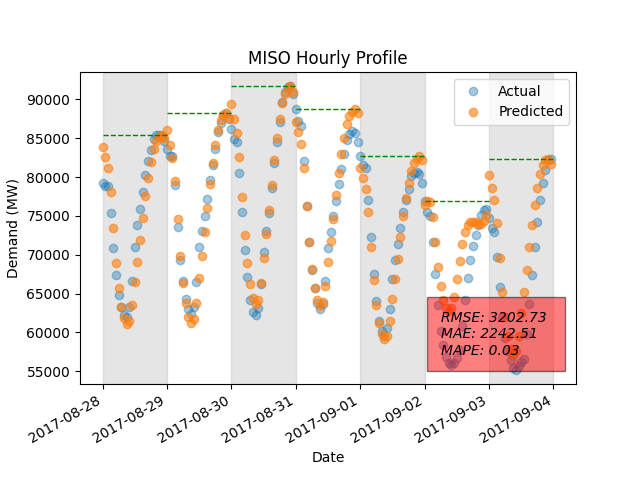 MISO Hourly Profile
Actual
Predicted
90000
85000
80000
75000
70000
65000
60000
55000
Demand (MW)
RMSE: 3202.73
MAE: 2242.51
MAPE: 0.03
2017-08-28
2017-08-29
2017-08-30
2017-08-31
2017-09-01
2017-09-02
2017-09-03
2017-09-04
Date